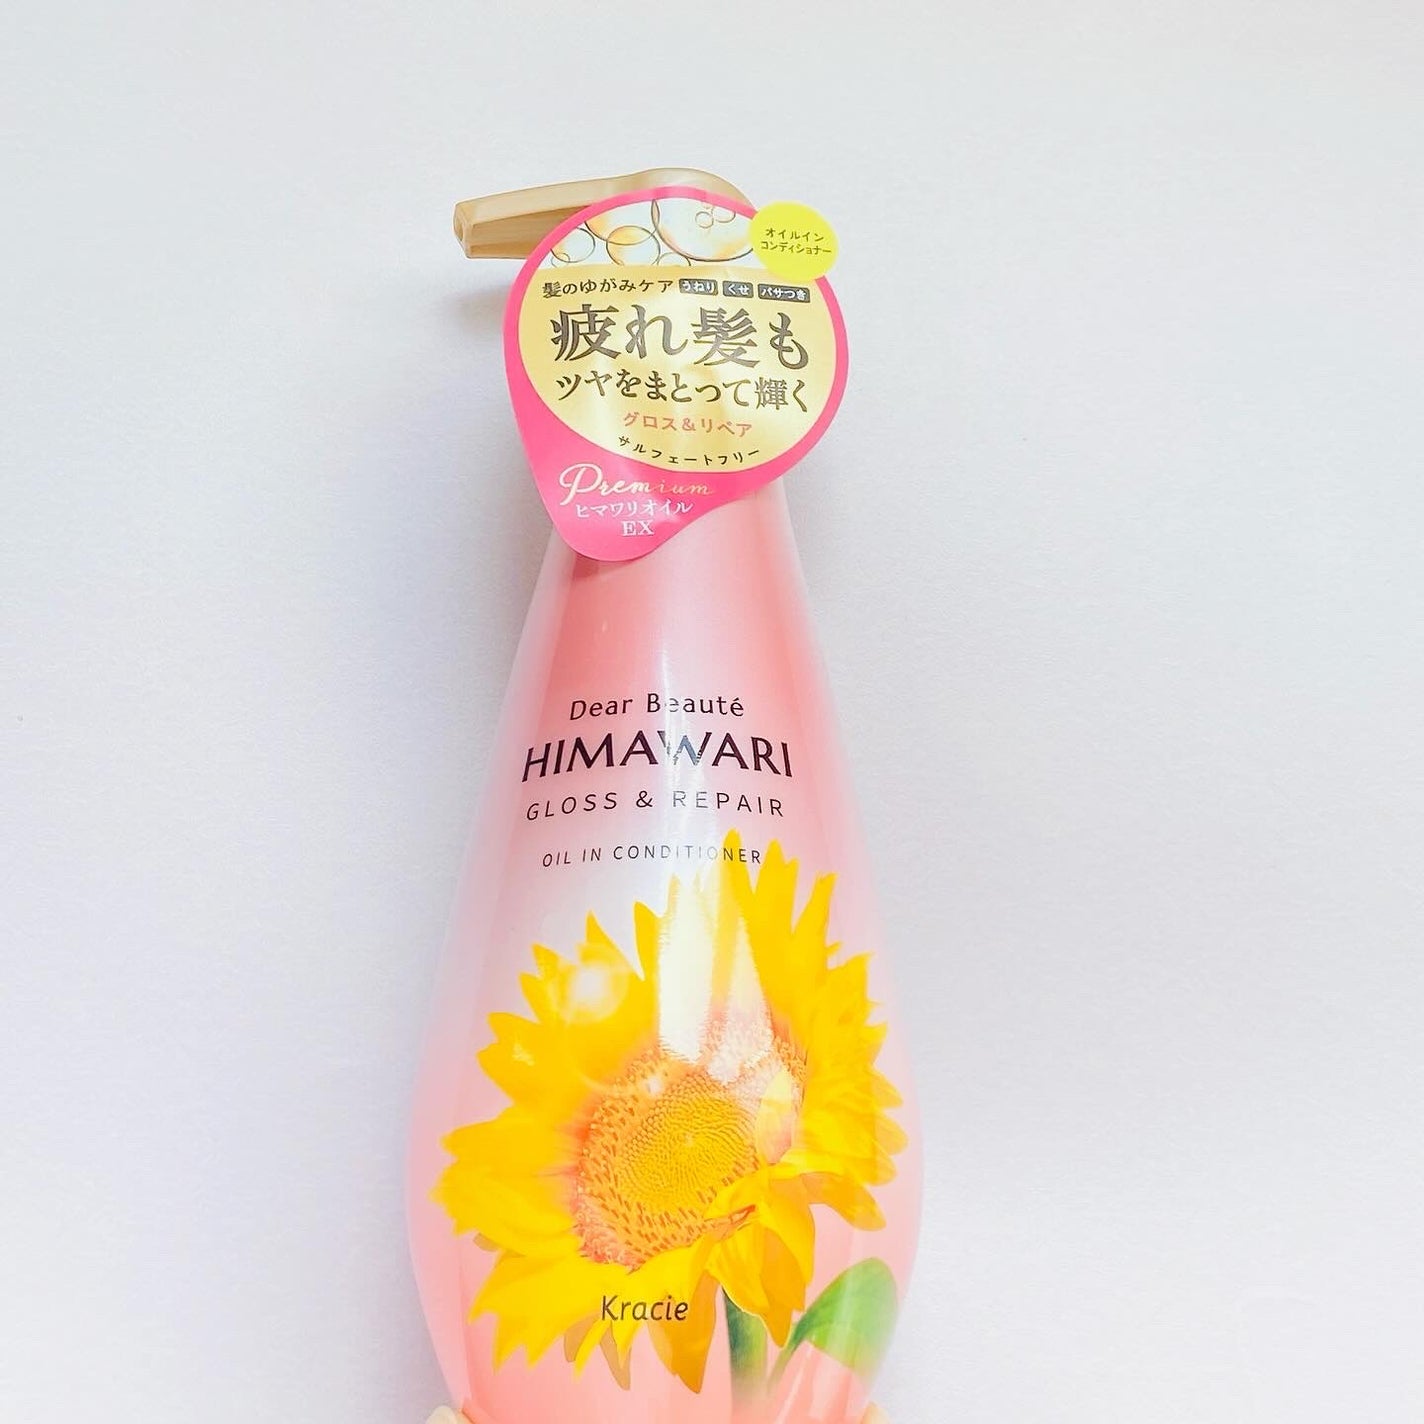 オイルイン
コンディショナー
髪のゆがみケア うねり くせ パサつき
疲れ髪も
ツヤをまとって輝く
グロス&リペア
サルフェートフリー
Premium
ヒマワリオイル
EX
Dear Beauté
HIMAWARI
GLOSS & REPAIR
OIL IN CONDITIONER
Kracie